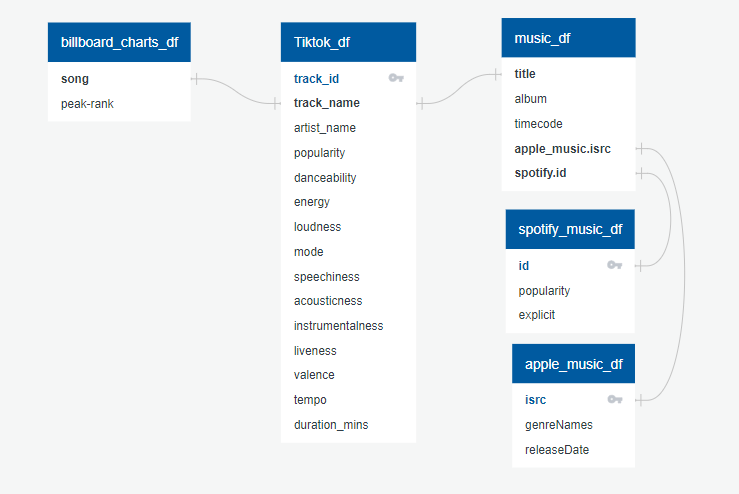 billboard_charts_df
song
peak-rank
Tiktok_df
track_id
track_name
artist_name
popularity
danceability
energy
loudness
mode
speechiness
acousticness
instrumentalness
liveness
valence
tempo
duration_mins
music_df
title
album
timecode
apple_music.isrc
spotify.id
spotify_music_df
id
popularity
explicit
apple_music_df
isrc
genreNames
releaseDate